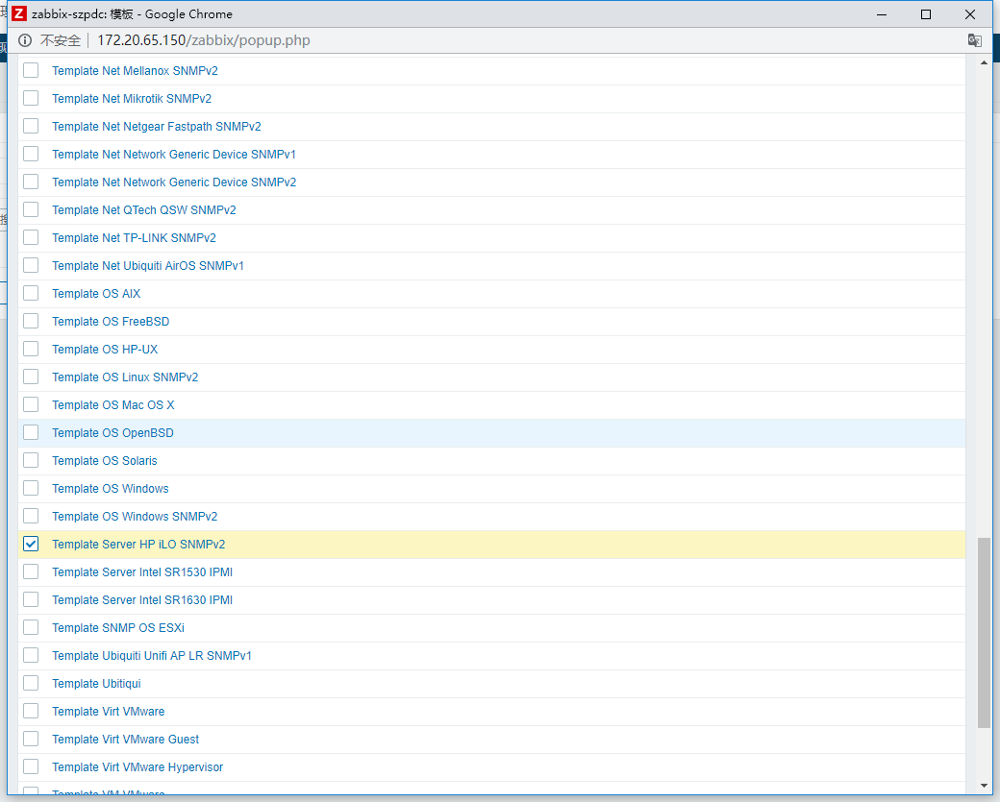 zabbix-szpdc: 模板 - Google Chrome
不安全 172.20.65.150/zabbix/popup.php
Template Net Mellanox SNMPv2
Template Net Mikrotik SNMPv2
Template Net Netgear Fastpath SNMPv2
Template Net Network Generic Device SNMPv1
Template Net Network Generic Device SNMPv2
Template Net QTech QSW SNMPv2
Template Net TP-LINK SNMPv2
Template Net Ubiquiti AirOS SNMPv1
Template OS AIX
Template OS FreeBSD
Template OS HP-UX
Template OS Linux SNMPv2
Template OS Mac OS X
Template OS OpenBSD
Template OS Solaris
Template OS Windows
Template OS Windows SNMPv2
Template Server HP iLO SNMPv2
Template Server Intel SR1530 IPMI
Template Server Intel SR1630 IPMI
Template SNMP OS ESXi
Template Ubiquiti Unifi AP LR SNMPv1
Template Ubitiqui
Template Virt VMware
Template Virt VMware Guest
Template Virt VMware Hypervisor
Template VM VMware